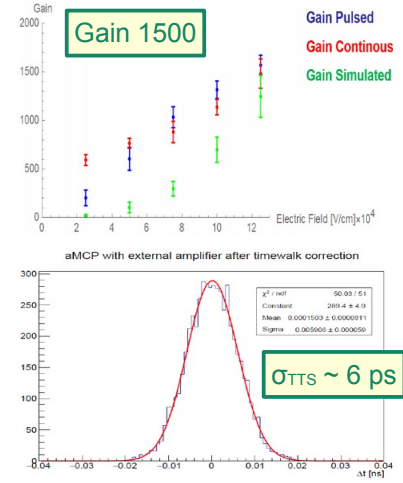 Gain
2000
1500
1000
500
0
Gain 1500
Gain Pulsed
Gain Continous
Gain Simulated
0 2 4 6 8 10 12 Electric Field [V/cm]×10⁴
aMCP with external amplifier after timewalk correction
300
250
200
150
100
50
χ² / ndf 50.03 / 51
Constant 289.4 ± 4.9
Mean 0.0001503 ± 0.0000811
Sigma 0.005906 ± 0.000059
σTTS ~ 6 ps
-0.04 -0.03 -0.02 -0.01 0 0.01 0.02 0.03 0.04
Δt [ns]